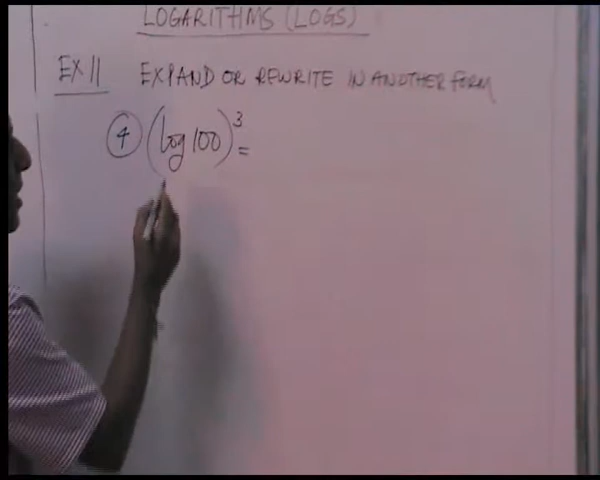 LOGARITHMS (LOGS)
EX 11 EXPAND OR REWRITE IN ANOTHER FORM
④ (log 100)³ =